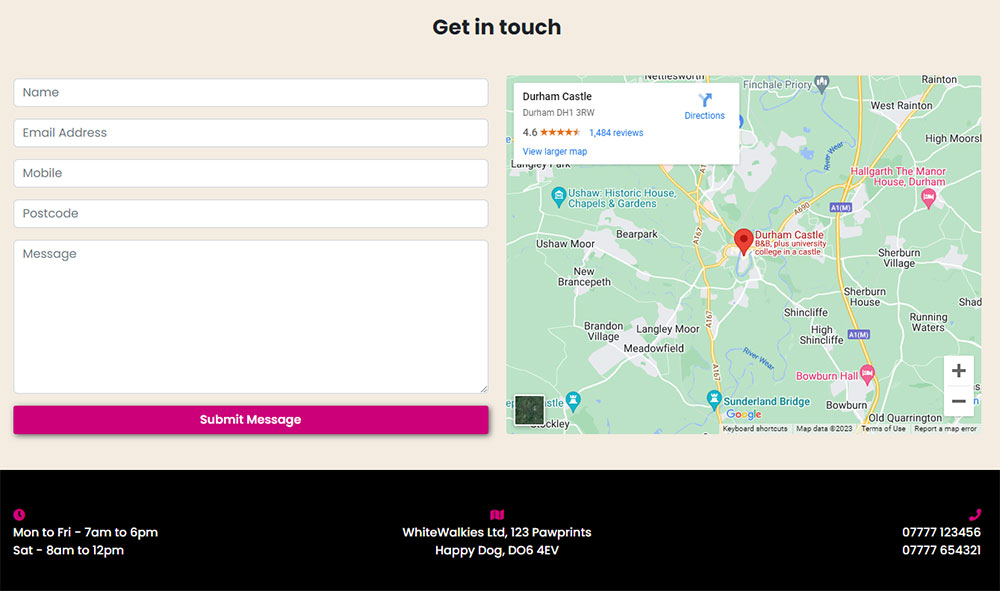 Get in touch
Name
Email Address
Mobile
Postcode
Message
Submit Message
Durham Castle
Durham DH1 3RW
Directions
4.6
1,484 reviews
View larger map
Nettlesworth
Finchale Priory
Rainton
West Rainton
High Moorsl
Langley Park
River Wear
Hallgarth The Manor
House, Durham
A1(M)
A690
A167
A167
A167
A167
Ushaw: Historic House,
Chapels & Gardens
Ushaw Moor
Bearpark
Durham Castle
B&B, plus university
college in a castle
Sherburn
Village
New
Brancepeth
Sherburn
House
Shad
Shincliffe
Running
Waters
Brandon
Village
Langley Moor
High
Shincliffe
A1(M)
Meadowfield
River Wear
Bowburn Hall
Bowburn
Sunderland Bridge
Old Quarrington
Google
Keyboard shortcuts
Map data ©2023
Terms of Use
Report a map error
Mon to Fri - 7am to 6pm
Sat - 8am to 12pm
WhiteWalkies Ltd, 123 Pawprints
Happy Dog, DO6 4EV
07777 123456
07777 654321